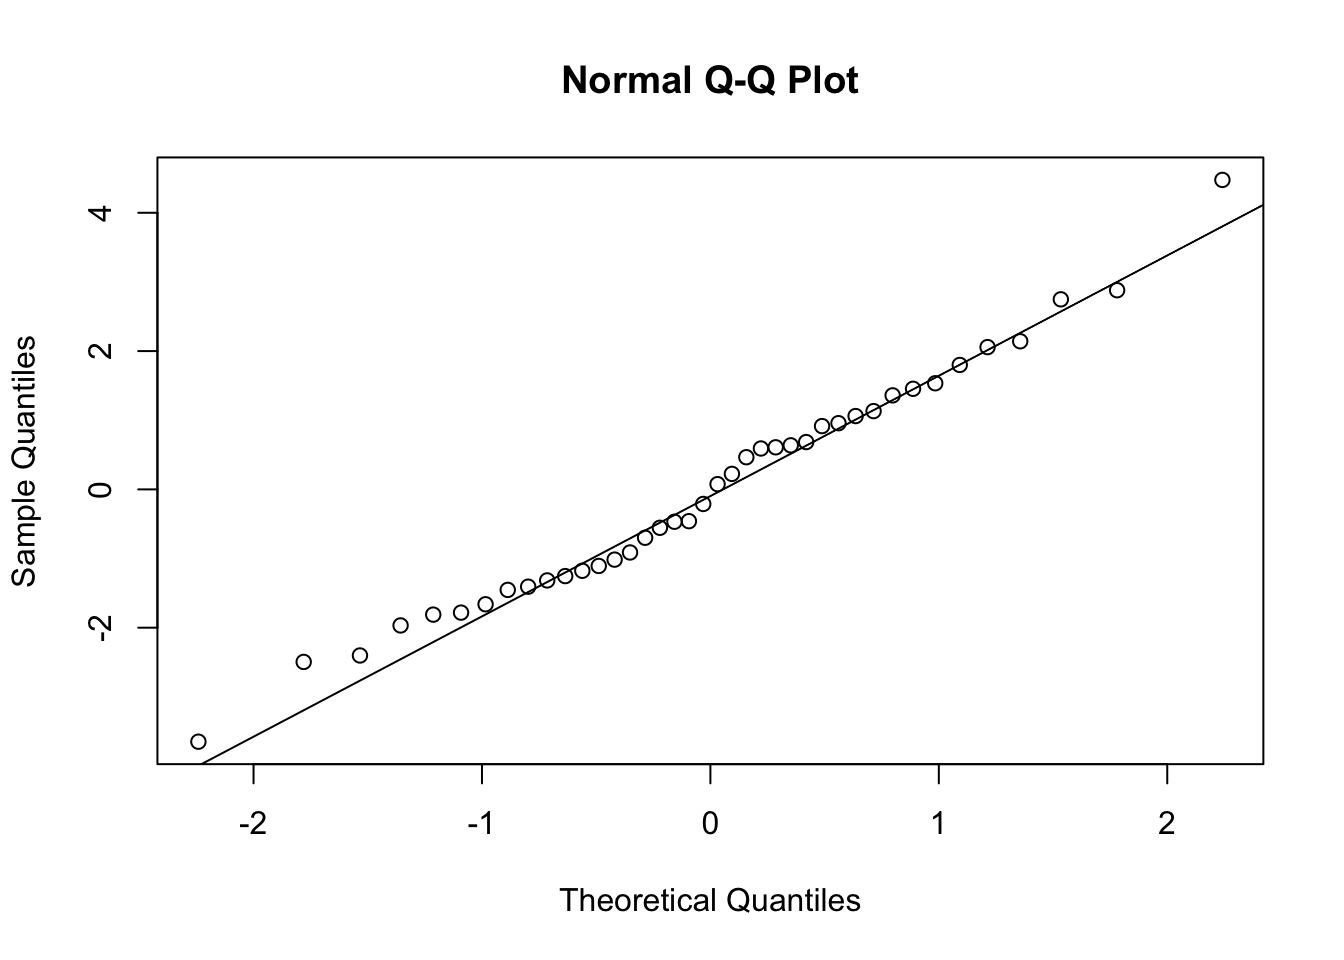 Normal Q-Q Plot
Sample Quantiles
4
2
0
-2
-2 -1 0 1 2
Theoretical Quantiles